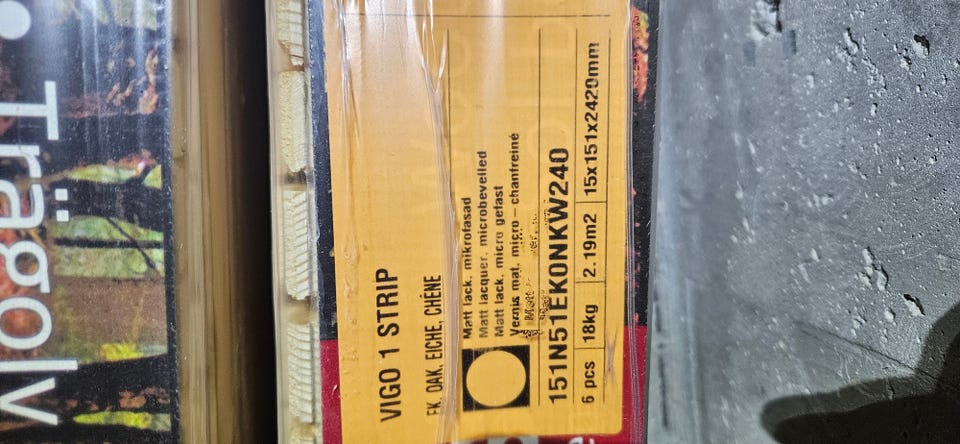 Trägolv
VIGO 1 STRIP
EK, OAK, EICHE, CHÊNE
Matt lack, mikrofasad
Matt lacquer, microbevelled
Matt lack, micro gefast
Vernis mat, micro – chanfreiné
151N51EK0NKW240
6 pcs 18kg 2.19m2 15x151x2420mm